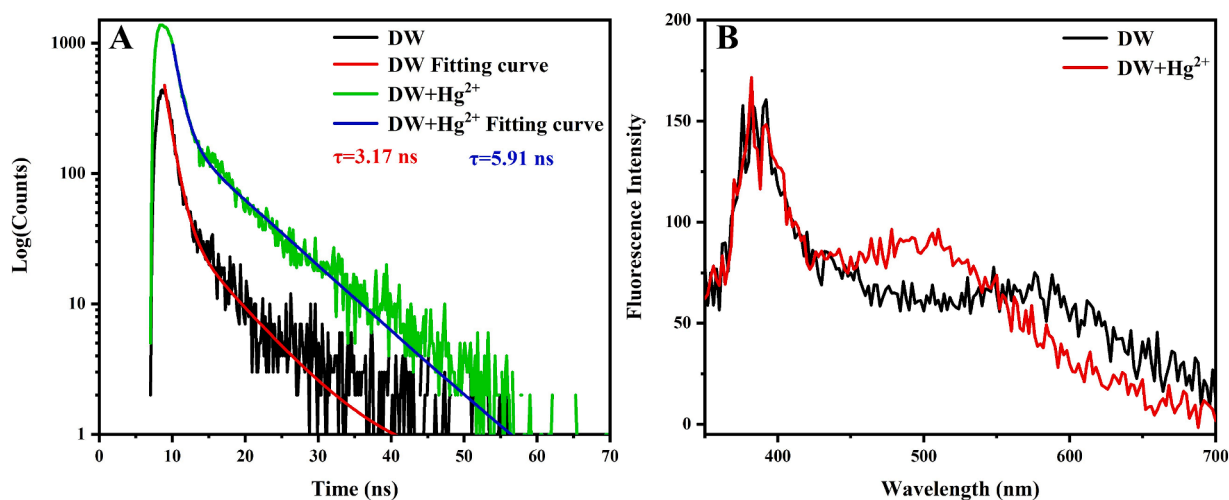 A
DW
DW Fitting curve
DW+Hg²⁺
DW+Hg²⁺ Fitting curve
τ=3.17 ns τ=5.91 ns
1000
100
10
1
Log(Counts)
0 10 20 30 40 50 60 70
Time (ns)
B
DW
DW+Hg²⁺
200
150
100
50
0
Fluorescence Intensity
400 500 600 700
Wavelength (nm)